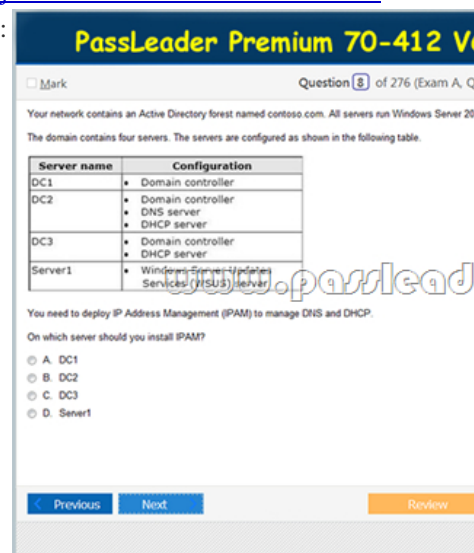 :
PassLeader Premium 70-412 V
Mark
Question 8 of 276 (Exam A, Q
Your network contains an Active Directory forest named contoso.com. All servers run Windows Server 20
The domain contains four servers. The servers are configured as shown in the following table.
Server name Configuration
DC1 • Domain controller
DC2 • Domain controller
• DNS server
• DHCP server
DC3 • Domain controller
• DHCP server
Server1 • Windows Server Updates
Services (WSUS) server
www.passlead
You need to deploy IP Address Management (IPAM) to manage DNS and DHCP.
On which server should you install IPAM?
A. DC1
B. DC2
C. DC3
D. Server1
Previous Next Review